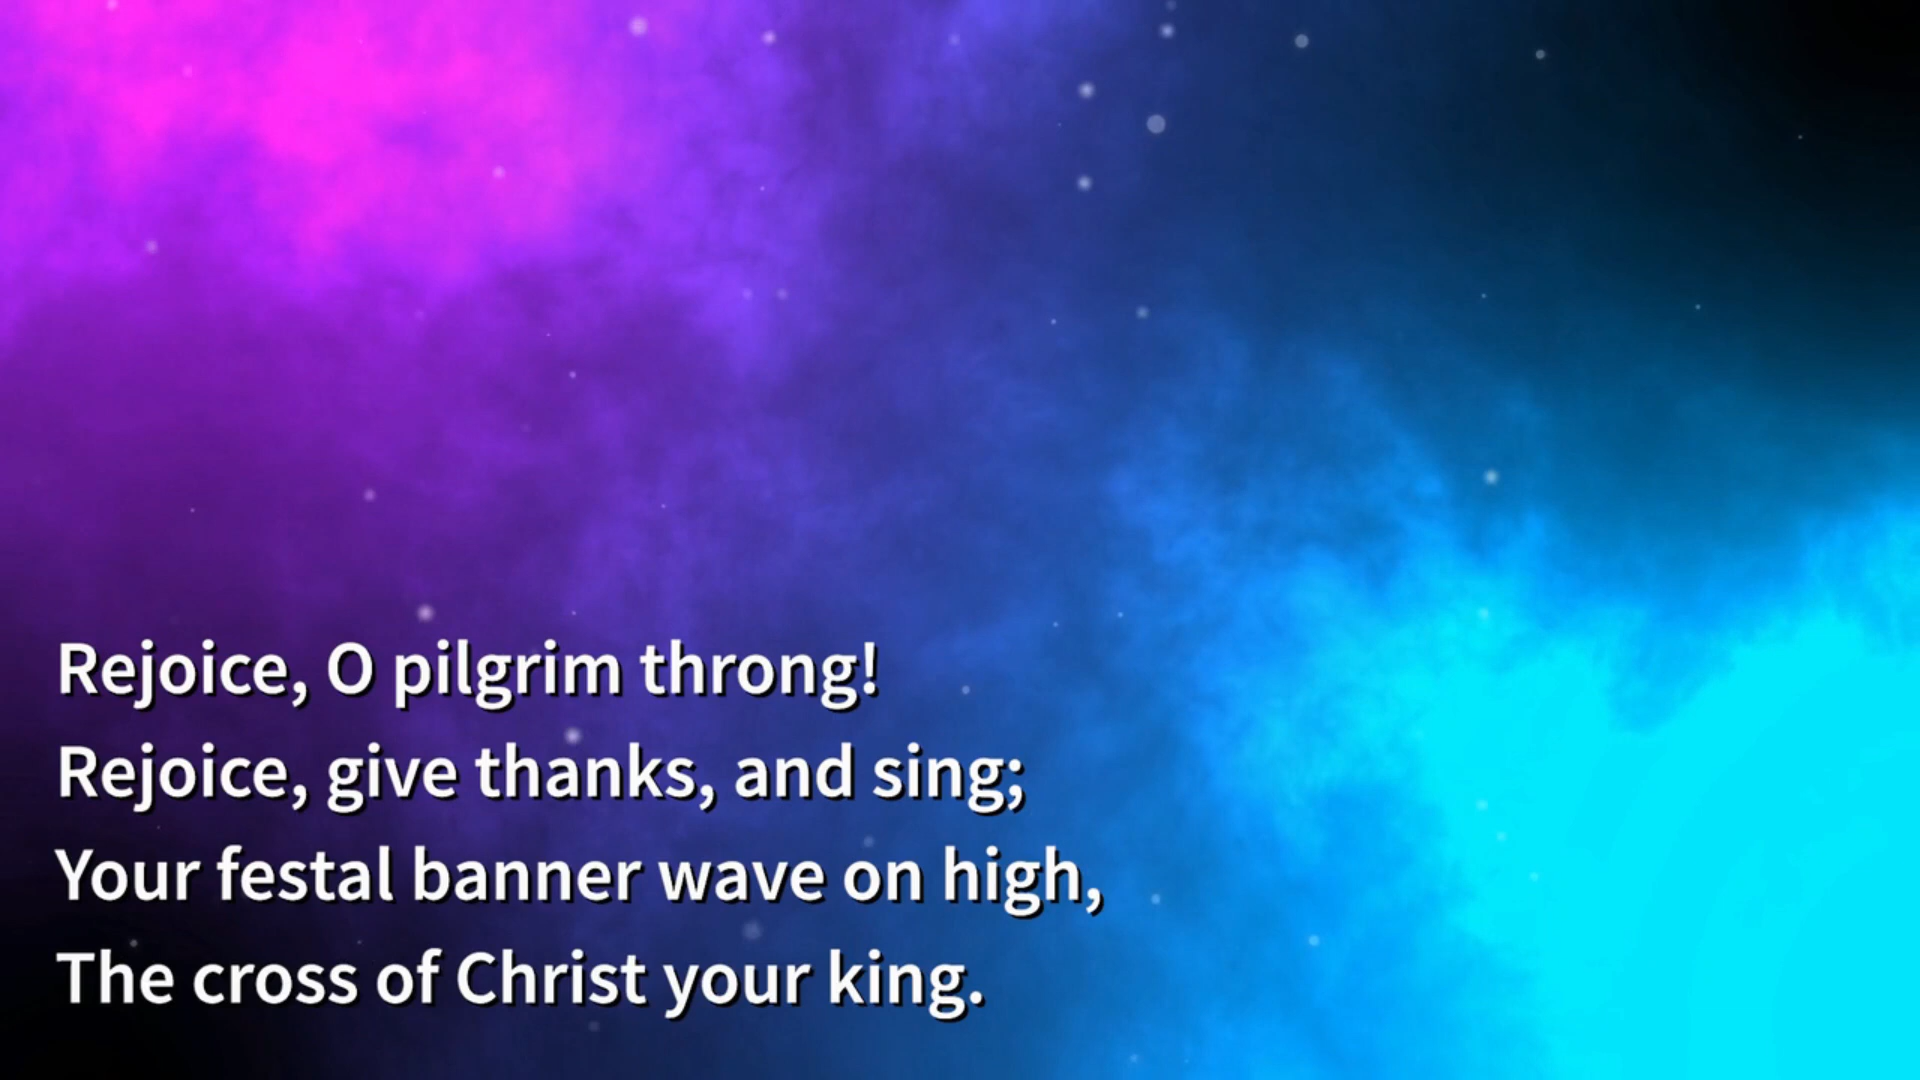 Rejoice, O pilgrim throng!
Rejoice, give thanks, and sing;
Your festal banner wave on high,
The cross of Christ your king.